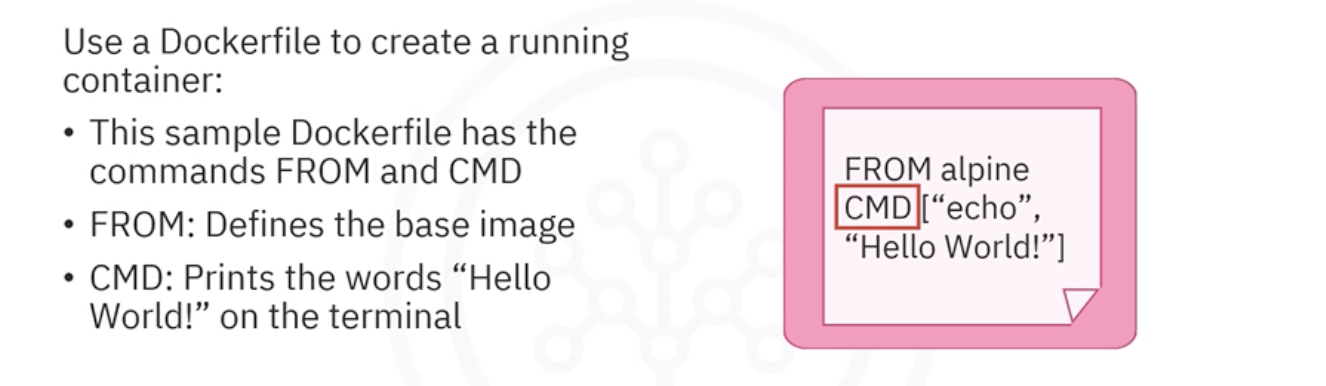 Use a Dockerfile to create a running
container:
• This sample Dockerfile has the
commands FROM and CMD
• FROM: Defines the base image
• CMD: Prints the words “Hello
World!” on the terminal
FROM alpine
CMD [“echo”,
“Hello World!”]